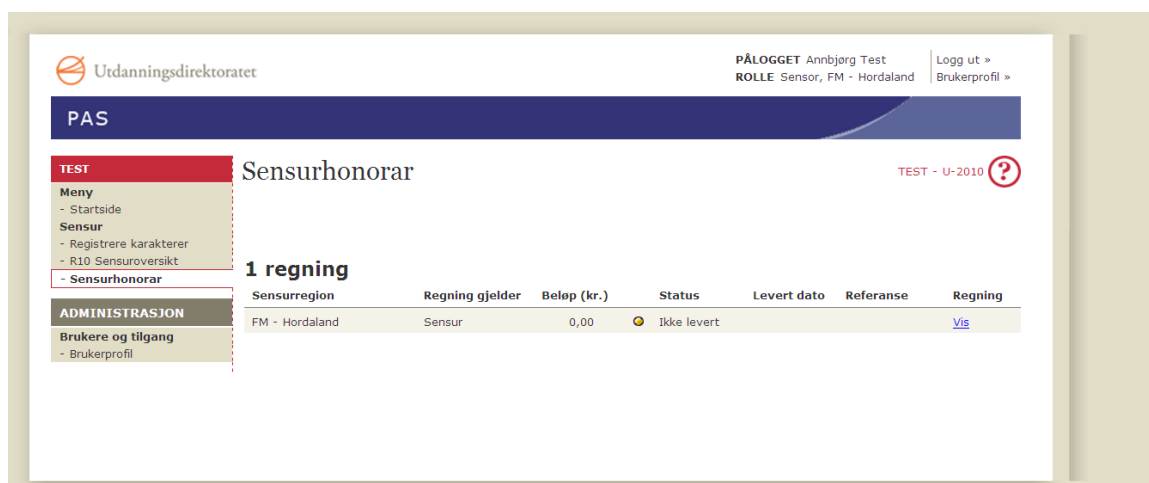 Utdanningsdirektoratet
PÅLOGGET Annbjørg Test
ROLLE Sensor, FM - Hordaland
Logg ut »
Brukerprofil »
PAS
TEST
Meny
- Startside
Sensur
- Registrere karakterer
- R10 Sensuroversikt
- Sensurhonorar
ADMINISTRASJON
Brukere og tilgang
- Brukerprofil
Sensurhonorar
TEST - U-2010 ?
1 regning
Sensurregion Regning gjelder Beløp (kr.) Status Levert dato Referanse Regning
FM - Hordaland Sensur 0,00 Ikke levert Vis